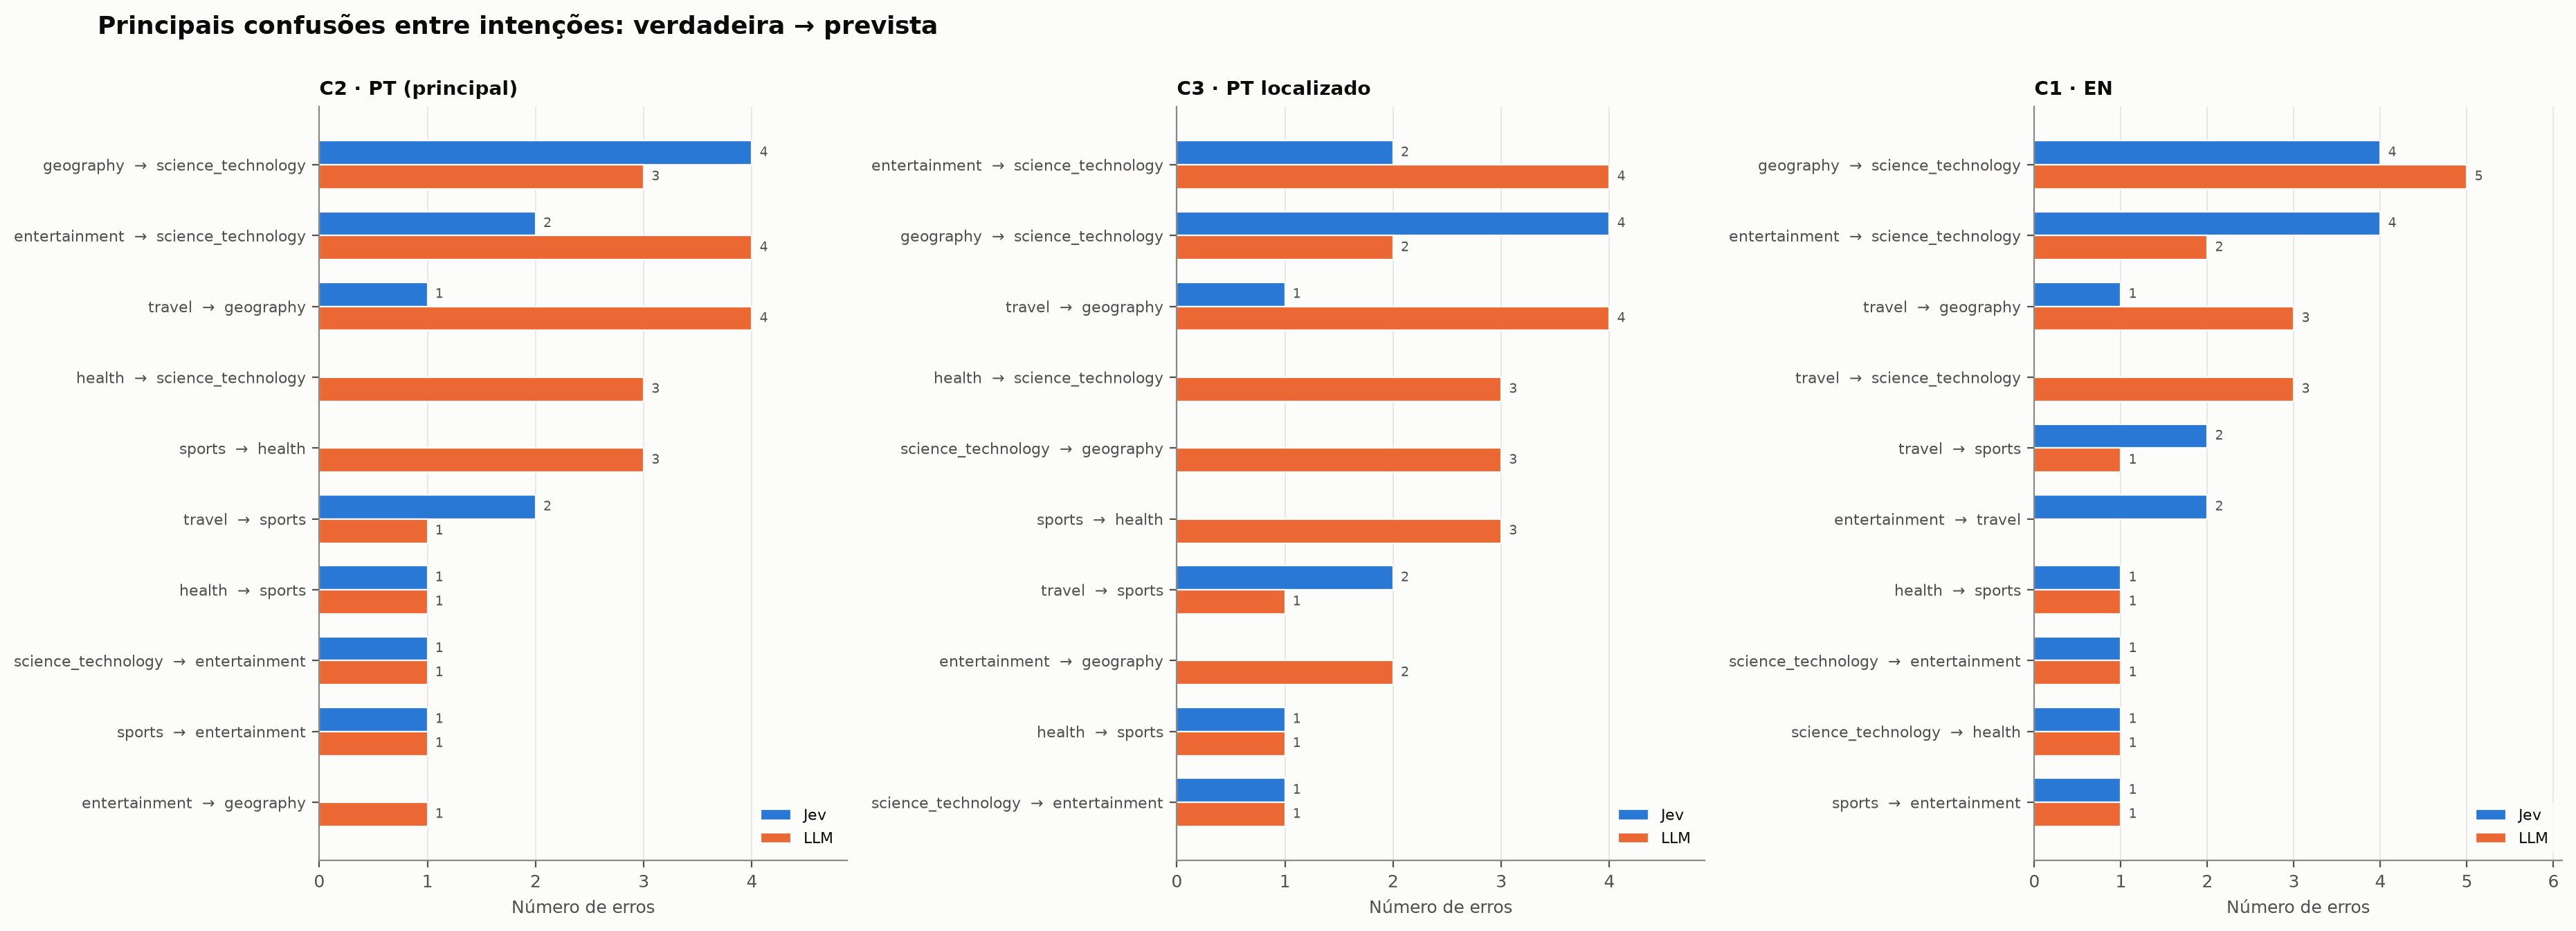 Principais confusões entre intenções: verdadeira → prevista
C2 · PT (principal)
geography → science_technology
4
3
entertainment → science_technology
2
4
travel → geography
1
4
health → science_technology
3
sports → health
3
travel → sports
2
1
health → sports
1
1
science_technology → entertainment
1
1
sports → entertainment
1
1
entertainment → geography
1
Jev
LLM
0 1 2 3 4
Número de erros
C3 · PT localizado
entertainment → science_technology
2
4
geography → science_technology
4
2
travel → geography
1
4
health → science_technology
3
science_technology → geography
3
sports → health
3
travel → sports
2
1
entertainment → geography
2
health → sports
1
1
science_technology → entertainment
1
1
Jev
LLM
0 1 2 3 4
Número de erros
C1 · EN
geography → science_technology
4
5
entertainment → science_technology
4
2
travel → geography
1
3
travel → science_technology
3
travel → sports
2
1
entertainment → travel
2
health → sports
1
1
science_technology → entertainment
1
1
science_technology → health
1
1
sports → entertainment
1
1
Jev
LLM
0 1 2 3 4 5 6
Número de erros